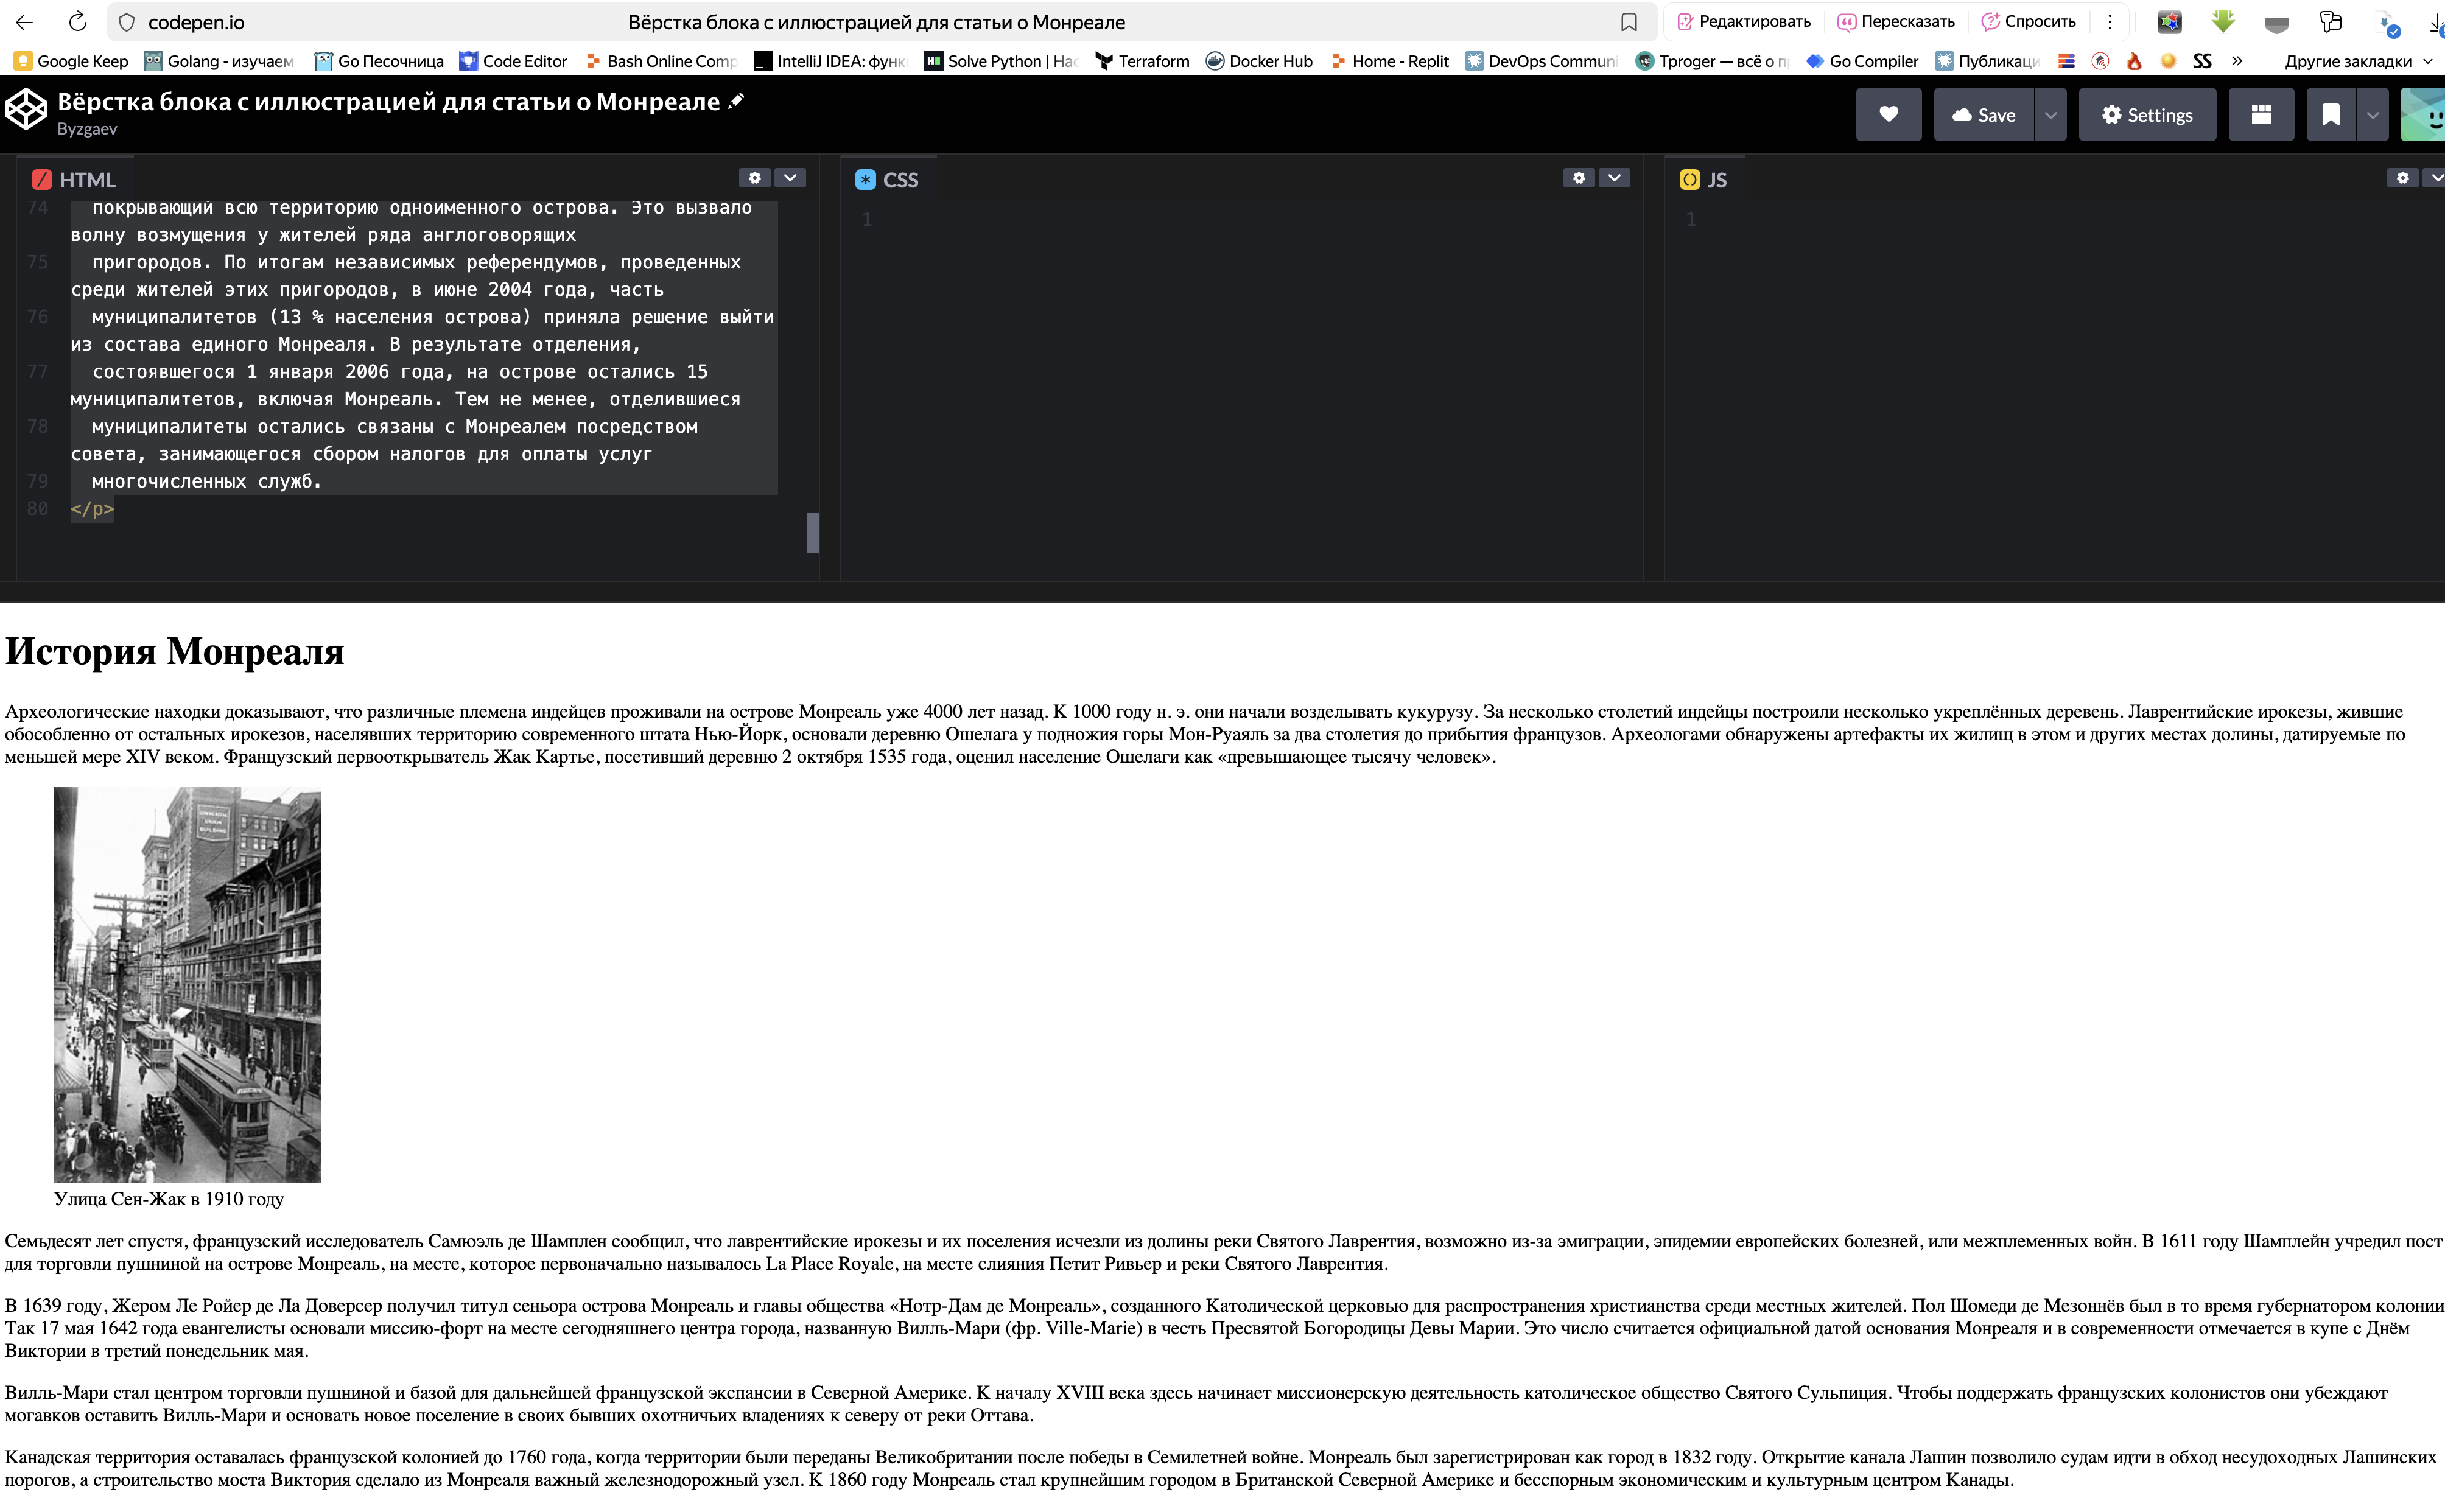 codepen.io
Вёрстка блока с иллюстрацией для статьи о Монреале
Редактировать
Пересказать
Спросить
Google Keep
Golang - изучаем
Go Песочница
Code Editor
Bash Online Comp
IntelliJ IDEA: функ
Solve Python | Hac
Terraform
Docker Hub
Home - Replit
DevOps Communi
Tproger — всё о п
Go Compiler
Публикаци
SS
»
Другие закладки
Вёрстка блока с иллюстрацией для статьи о Монреале
Byzgaev
Save
Settings
HTML
74 покрывающий всю территорию одноименного острова. Это вызвало
волну возмущения у жителей ряда англоговорящих
75 пригородов. По итогам независимых референдумов, проведенных
среди жителей этих пригородов, в июне 2004 года, часть
76 муниципалитетов (13 % населения острова) приняла решение выйти
из состава единого Монреаля. В результате отделения,
77 состоявшегося 1 января 2006 года, на острове остались 15
муниципалитетов, включая Монреаль. Тем не менее, отделившиеся
78 муниципалитеты остались связаны с Монреалем посредством
совета, занимающегося сбором налогов для оплаты услуг
79 многочисленных служб.
80 </p>
CSS
1
JS
1
История Монреаля
Археологические находки доказывают, что различные племена индейцев проживали на острове Монреаль уже 4000 лет назад. К 1000 году н. э. они начали возделывать кукурузу. За несколько столетий индейцы построили несколько укреплённых деревень. Лаврентийские ирокезы, жившие
обособленно от остальных ирокезов, населявших территорию современного штата Нью-Йорк, основали деревню Ошелага у подножия горы Мон-Руаяль за два столетия до прибытия французов. Археологами обнаружены артефакты их жилищ в этом и других местах долины, датируемые по
меньшей мере XIV веком. Французский первооткрыватель Жак Картье, посетивший деревню 2 октября 1535 года, оценил население Ошелаги как «превышающее тысячу человек».
Улица Сен-Жак в 1910 году
Семьдесят лет спустя, французский исследователь Самюэль де Шамплен сообщил, что лаврентийские ирокезы и их поселения исчезли из долины реки Святого Лаврентия, возможно из-за эмиграции, эпидемии европейских болезней, или межплеменных войн. В 1611 году Шамплейн учредил пост
для торговли пушниной на острове Монреаль, на месте, которое первоначально называлось La Place Royale, на месте слияния Петит Ривьер и реки Святого Лаврентия.
В 1639 году, Жером Ле Ройер де Ла Доверсер получил титул сеньора острова Монреаль и главы общества «Нотр-Дам де Монреаль», созданного Католической церковью для распространения христианства среди местных жителей. Пол Шомеди де Мезоннёв был в то время губернатором колонии
Так 17 мая 1642 года евангелисты основали миссию-форт на месте сегодняшнего центра города, названную Вилль-Мари (фр. Ville-Marie) в честь Пресвятой Богородицы Девы Марии. Это число считается официальной датой основания Монреаля и в современности отмечается в купе с Днём
Виктории в третий понедельник мая.
Вилль-Мари стал центром торговли пушниной и базой для дальнейшей французской экспансии в Северной Америке. К началу XVIII века здесь начинает миссионерскую деятельность католическое общество Святого Сульпиция. Чтобы поддержать французских колонистов они убеждают
могавков оставить Вилль-Мари и основать новое поселение в своих бывших охотничьих владениях к северу от реки Оттава.
Канадская территория оставалась французской колонией до 1760 года, когда территории были переданы Великобритании после победы в Семилетней войне. Монреаль был зарегистрирован как город в 1832 году. Открытие канала Лашин позволило судам идти в обход несудоходных Лашинских
порогов, а строительство моста Виктория сделало из Монреаля важный железнодорожный узел. К 1860 году Монреаль стал крупнейшим городом в Британской Северной Америке и бесспорным экономическим и культурным центром Канады.